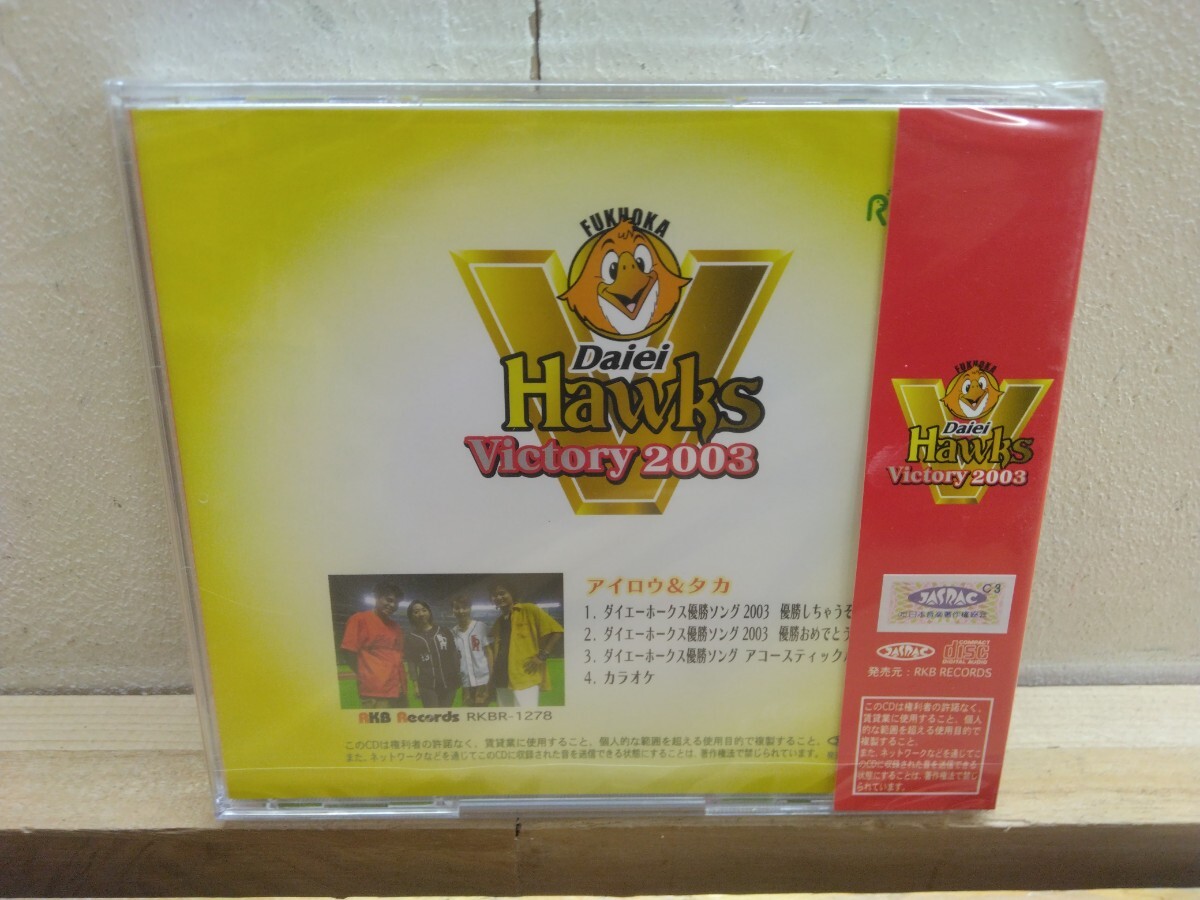 FUKUOKA
Daiei
Hawks
Victory 2003
アイロウ&タカ
1. ダイエーホークス優勝ソング2003 優勝しちゃうぞ
2. ダイエーホークス優勝ソング2003 優勝おめでとう
3. ダイエーホークス優勝ソング アコースティック
4. カラオケ
RKB Records RKBR-1278
このCDは権利者の許諾なく、賃貸業に使用すること、個人的な範囲を超える使用目的で複製すること、
また、ネットワークなどを通じてこのCDに収録された音を送信できる状態にすることは、著作権法で禁じられています。
R
FUKUOKA
Daiei
Hawks
Victory 2003
JASRAC
JASRAC
COMPACT
disc
DIGITAL AUDIO
発売元:RKB RECORDS
このCDは権利者の許諾なく、
賃貸業に使用すること、個人
的な範囲を超える使用目的で
複製すること、
また、ネットワークなどを通じてこ
のCDに収録された音を送信できる
状態にすることは、著作権法で禁じ
られています。